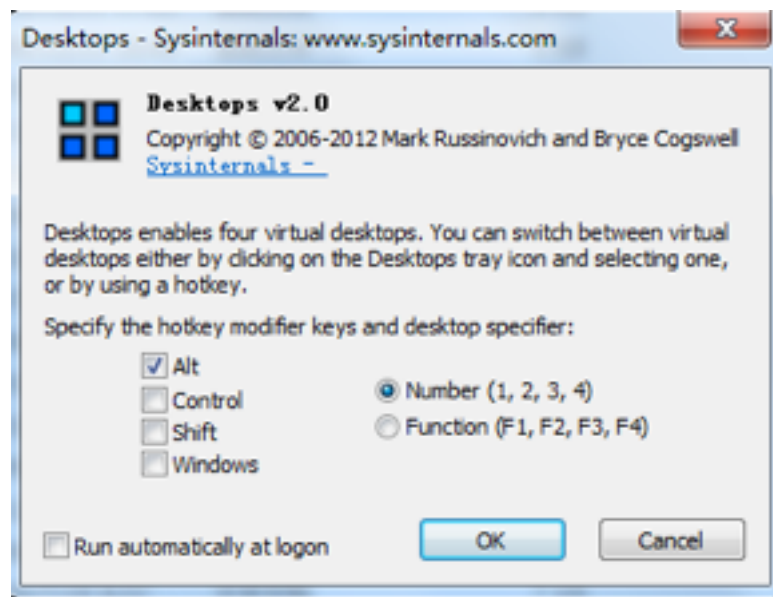 Desktops - Sysinternals: www.sysinternals.com
Desktops v2.0
Copyright © 2006-2012 Mark Russinovich and Bryce Cogswell
Sysinternals -
Desktops enables four virtual desktops. You can switch between virtual
desktops either by clicking on the Desktops tray icon and selecting one,
or by using a hotkey.
Specify the hotkey modifier keys and desktop specifier:
Alt
Control
Shift
Windows
Number (1, 2, 3, 4)
Function (F1, F2, F3, F4)
Run automatically at logon
OK
Cancel